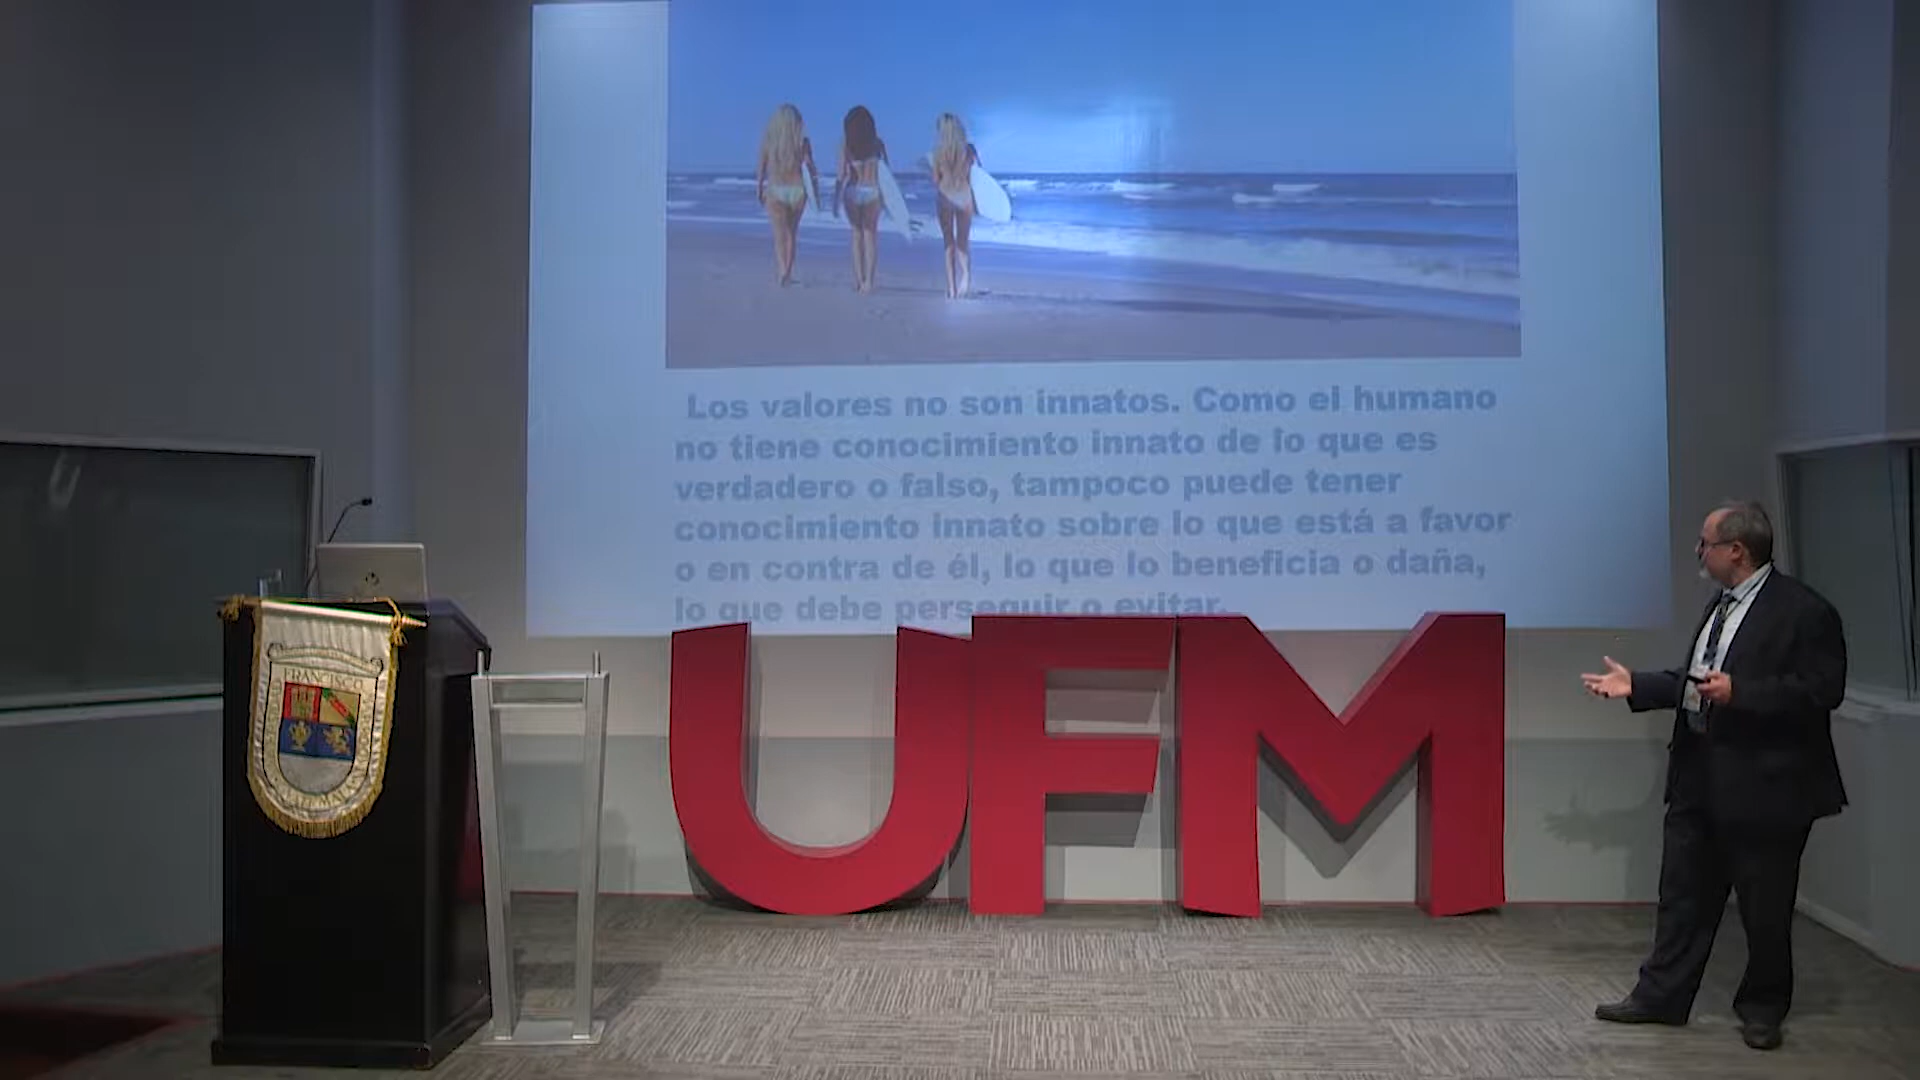 Los valores no son innatos. Como el humano
no tiene conocimiento innato de lo que es
verdadero o falso, tampoco puede tener
conocimiento innato sobre lo que está a favor
o en contra de él, lo que lo beneficia o daña,
lo que debe perseguir o evitar.
UFM
FRANCISCO